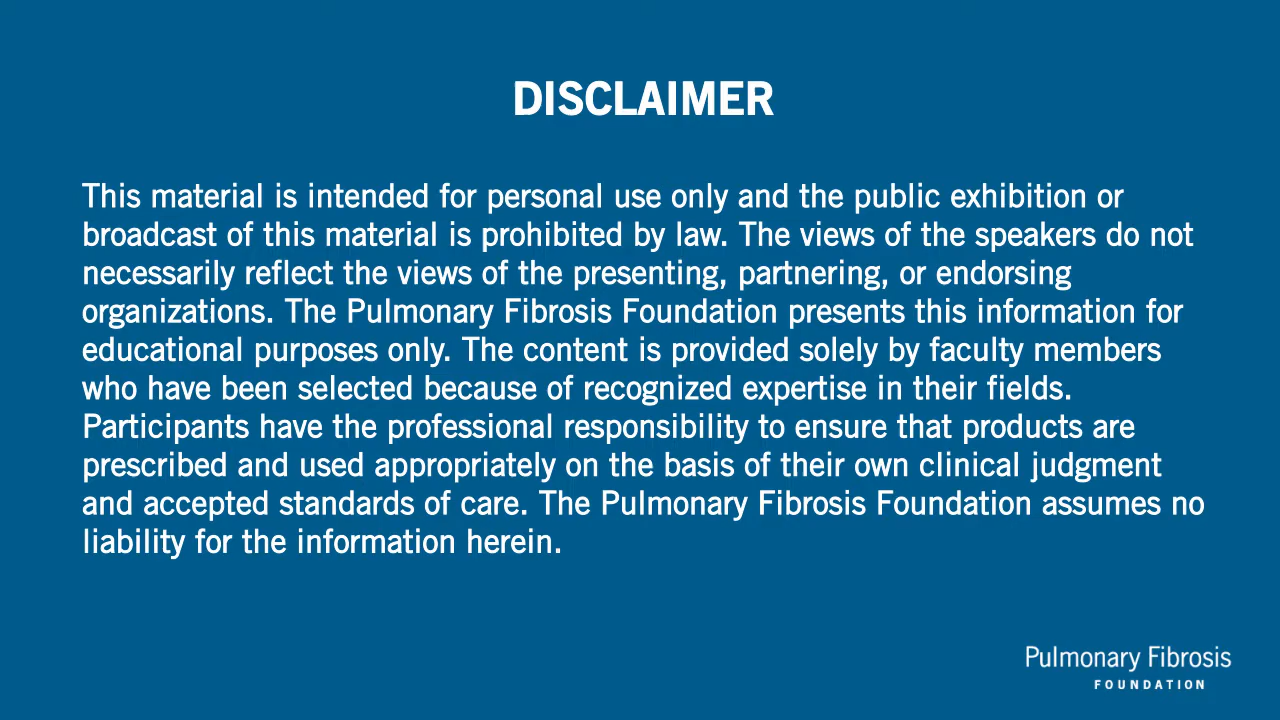 DISCLAIMER
This material is intended for personal use only and the public exhibition or
broadcast of this material is prohibited by law. The views of the speakers do not
necessarily reflect the views of the presenting, partnering, or endorsing
organizations. The Pulmonary Fibrosis Foundation presents this information for
educational purposes only. The content is provided solely by faculty members
who have been selected because of recognized expertise in their fields.
Participants have the professional responsibility to ensure that products are
prescribed and used appropriately on the basis of their own clinical judgment
and accepted standards of care. The Pulmonary Fibrosis Foundation assumes no
liability for the information herein.
Pulmonary Fibrosis
FOUNDATION